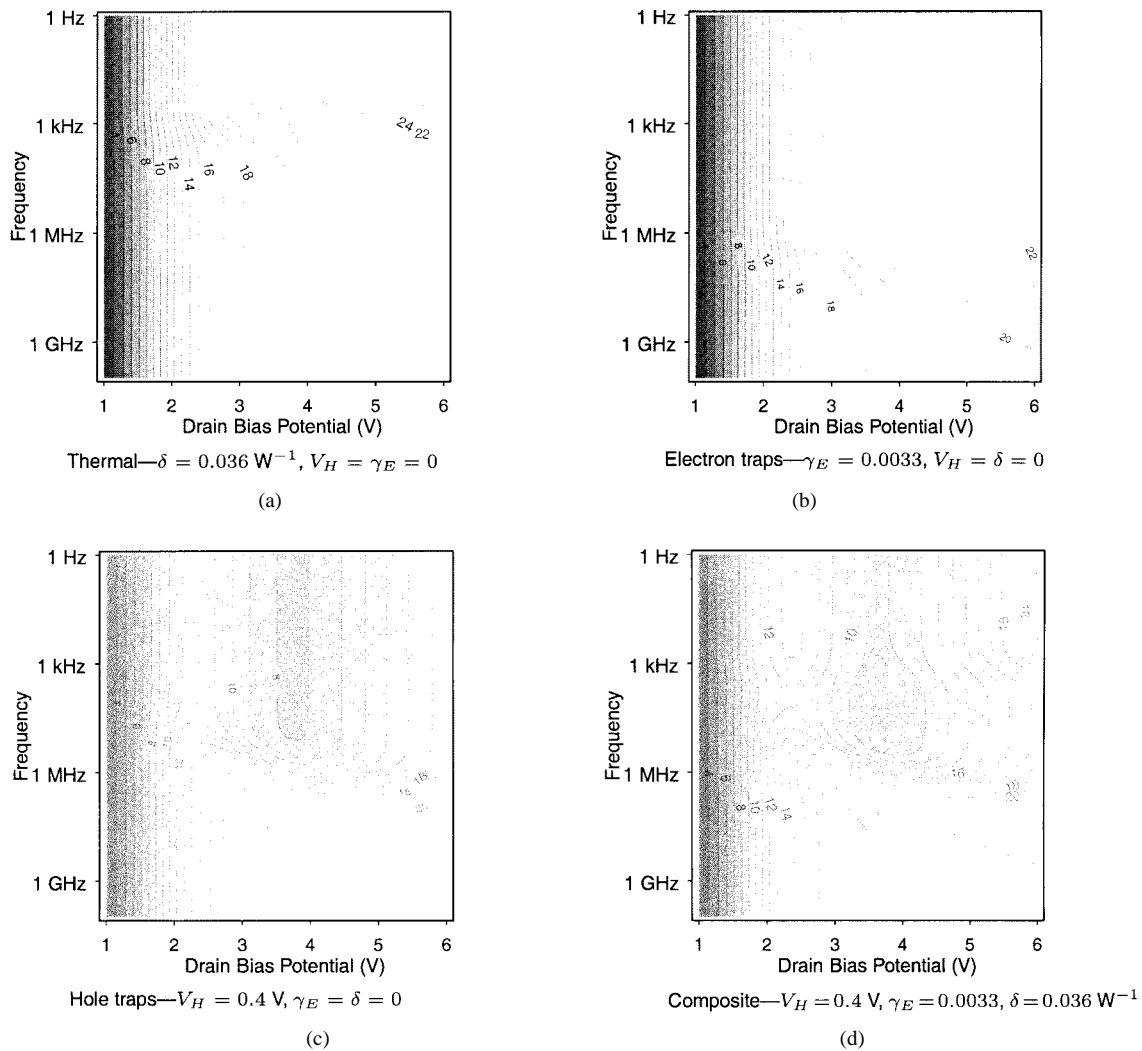 1 Hz
1 kHz
1 MHz
1 GHz
Frequency
4
6
8
10
12
14
16
18
24
22
1 2 3 4 5 6
Drain Bias Potential (V)
Thermal—δ = 0.036 W⁻¹, V_H = γ_E = 0
(a)
1 Hz
1 kHz
1 MHz
1 GHz
Frequency
4
6
8
10
12
14
16
18
20
22
1 2 3 4 5 6
Drain Bias Potential (V)
Electron traps—γ_E = 0.0033, V_H = δ = 0
(b)
1 Hz
1 kHz
1 MHz
1 GHz
Frequency
10
8
18
1 2 3 4 5 6
Drain Bias Potential (V)
Hole traps—V_H = 0.4 V, γ_E = δ = 0
(c)
1 Hz
1 kHz
1 MHz
1 GHz
Frequency
12
10
16
4
6
8
10
12
14
16
1 2 3 4 5 6
Drain Bias Potential (V)
Composite—V_H = 0.4 V, γ_E = 0.0033, δ = 0.036 W⁻¹
(d)